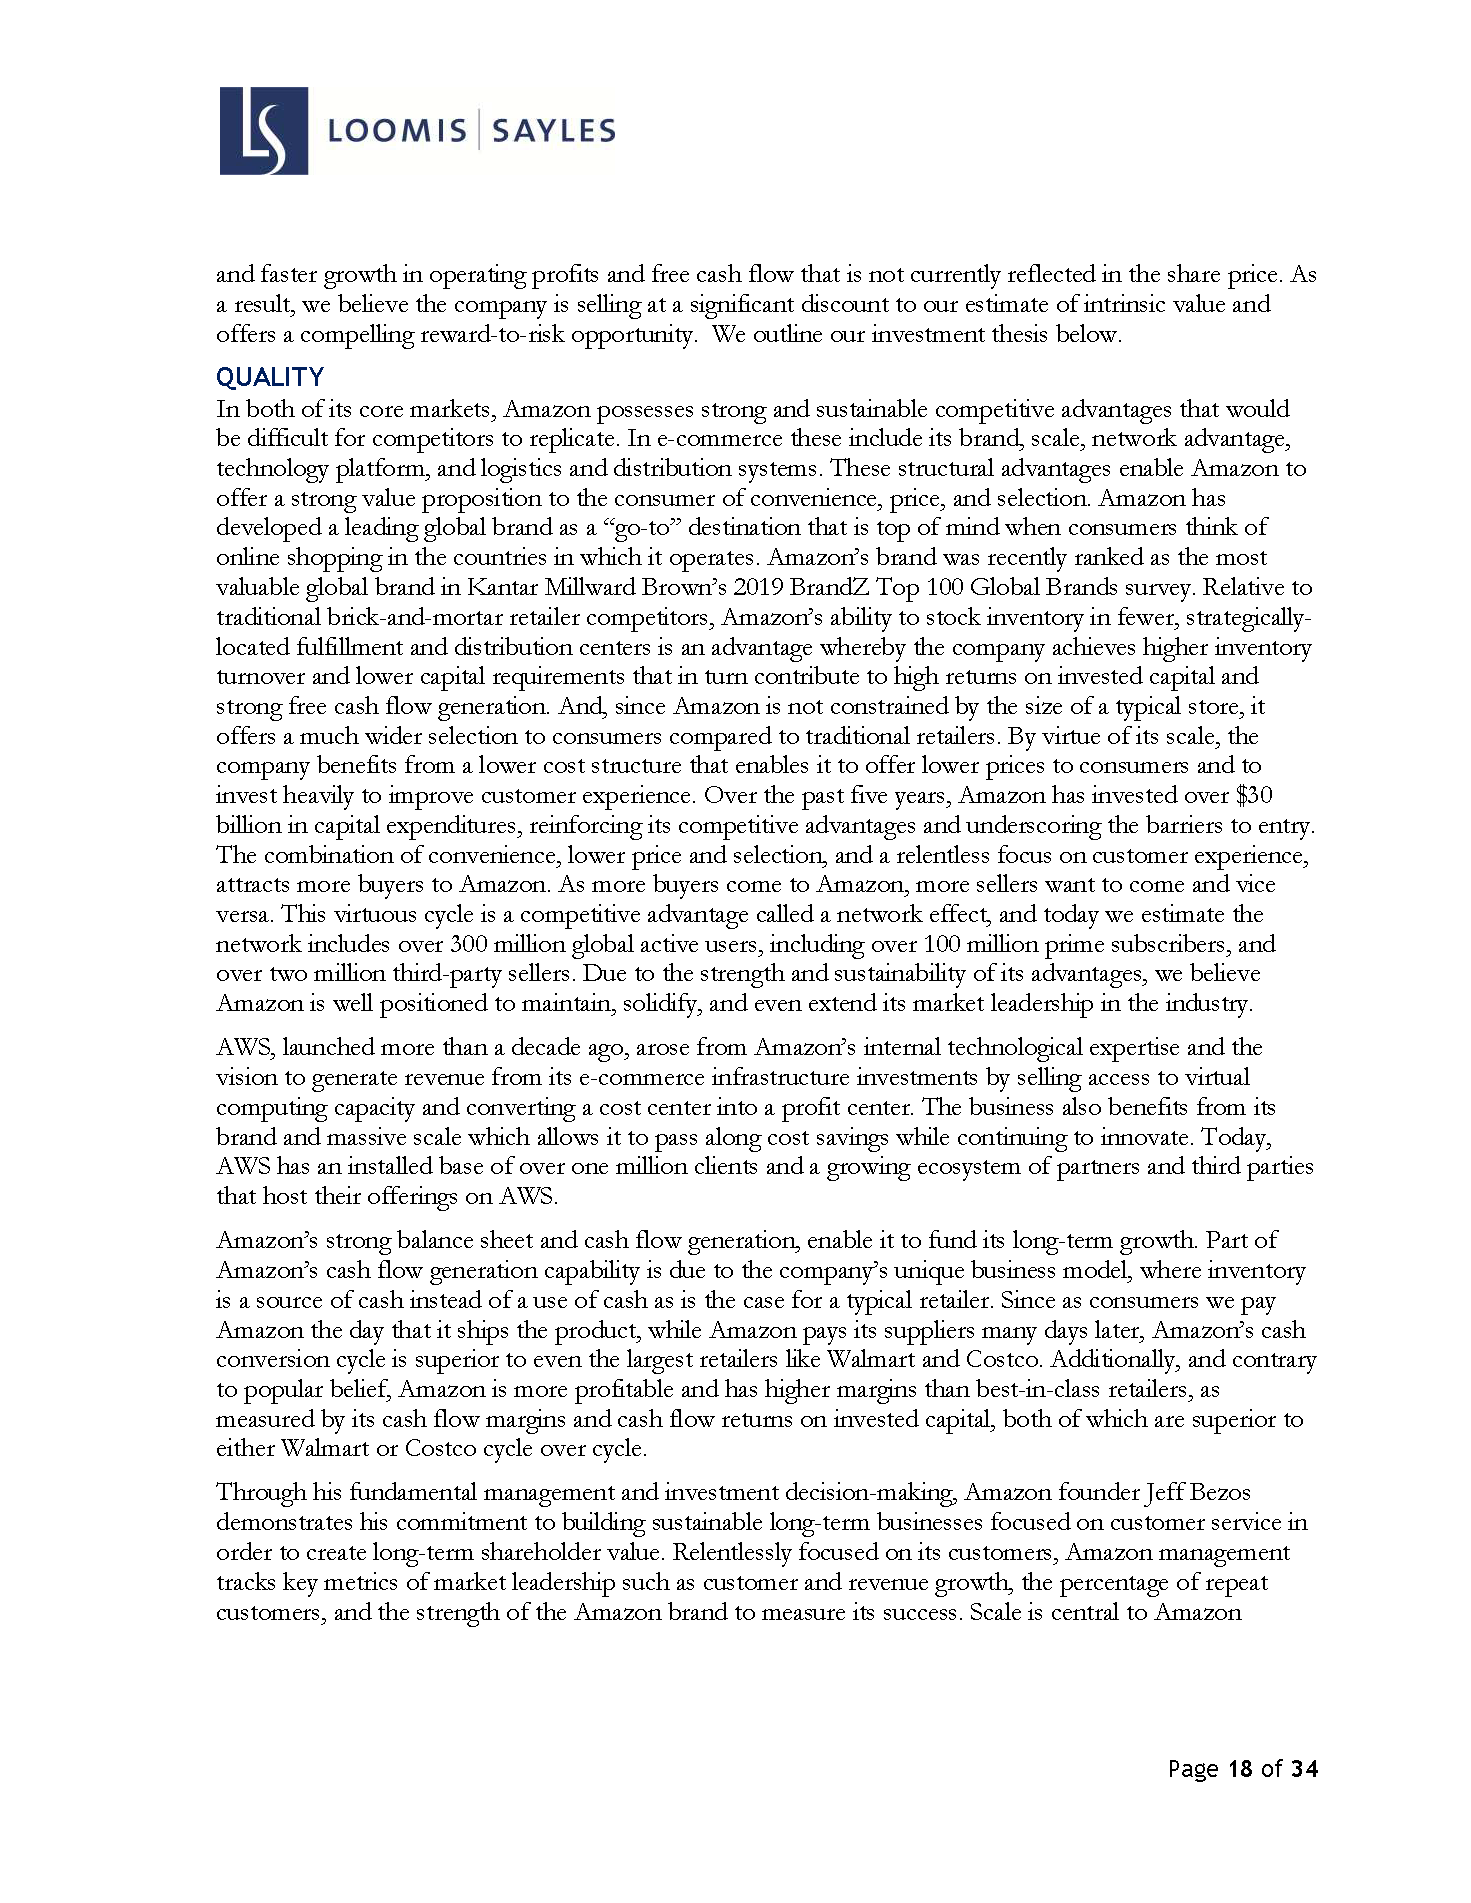 LOOMIS | SAYLES
and faster growth in operating profits and free cash flow that is not currently reflected in the share price. As
a result, we believe the company is selling at a significant discount to our estimate of intrinsic value and
offers a compelling reward-to-risk opportunity.  We outline our investment thesis below.
QUALITY
In both of its core markets, Amazon possesses strong and sustainable competitive advantages that would
be difficult for competitors to replicate. In e-commerce these include its brand, scale, network advantage,
technology platform, and logistics and distribution systems. These structural advantages enable Amazon to
offer a strong value proposition to the consumer of convenience, price, and selection. Amazon has
developed a leading global brand as a “go-to” destination that is top of mind when consumers think of
online shopping in the countries in which it operates. Amazon’s brand was recently ranked as the most
valuable global brand in Kantar Millward Brown’s 2019 BrandZ Top 100 Global Brands survey. Relative to
traditional brick-and-mortar retailer competitors, Amazon’s ability to stock inventory in fewer, strategically-
located fulfillment and distribution centers is an advantage whereby the company achieves higher inventory
turnover and lower capital requirements that in turn contribute to high returns on invested capital and
strong free cash flow generation. And, since Amazon is not constrained by the size of a typical store, it
offers a much wider selection to consumers compared to traditional retailers. By virtue of its scale, the
company benefits from a lower cost structure that enables it to offer lower prices to consumers and to
invest heavily to improve customer experience. Over the past five years, Amazon has invested over $30
billion in capital expenditures, reinforcing its competitive advantages and underscoring the barriers to entry.
The combination of convenience, lower price and selection, and a relentless focus on customer experience,
attracts more buyers to Amazon. As more buyers come to Amazon, more sellers want to come and vice
versa. This virtuous cycle is a competitive advantage called a network effect, and today we estimate the
network includes over 300 million global active users, including over 100 million prime subscribers, and
over two million third-party sellers. Due to the strength and sustainability of its advantages, we believe
Amazon is well positioned to maintain, solidify, and even extend its market leadership in the industry.
AWS, launched more than a decade ago, arose from Amazon’s internal technological expertise and the
vision to generate revenue from its e-commerce infrastructure investments by selling access to virtual
computing capacity and converting a cost center into a profit center. The business also benefits from its
brand and massive scale which allows it to pass along cost savings while continuing to innovate. Today,
AWS has an installed base of over one million clients and a growing ecosystem of partners and third parties
that host their offerings on AWS.
Amazon’s strong balance sheet and cash flow generation, enable it to fund its long-term growth. Part of
Amazon’s cash flow generation capability is due to the company’s unique business model, where inventory
is a source of cash instead of a use of cash as is the case for a typical retailer. Since as consumers we pay
Amazon the day that it ships the product, while Amazon pays its suppliers many days later, Amazon’s cash
conversion cycle is superior to even the largest retailers like Walmart and Costco. Additionally, and contrary
to popular belief, Amazon is more profitable and has higher margins than best-in-class retailers, as
measured by its cash flow margins and cash flow returns on invested capital, both of which are superior to
either Walmart or Costco cycle over cycle.
Through his fundamental management and investment decision-making, Amazon founder Jeff Bezos
demonstrates his commitment to building sustainable long-term businesses focused on customer service in
order to create long-term shareholder value. Relentlessly focused on its customers, Amazon management
tracks key metrics of market leadership such as customer and revenue growth, the percentage of repeat
customers, and the strength of the Amazon brand to measure its success. Scale is central to Amazon
Page 18 of 34